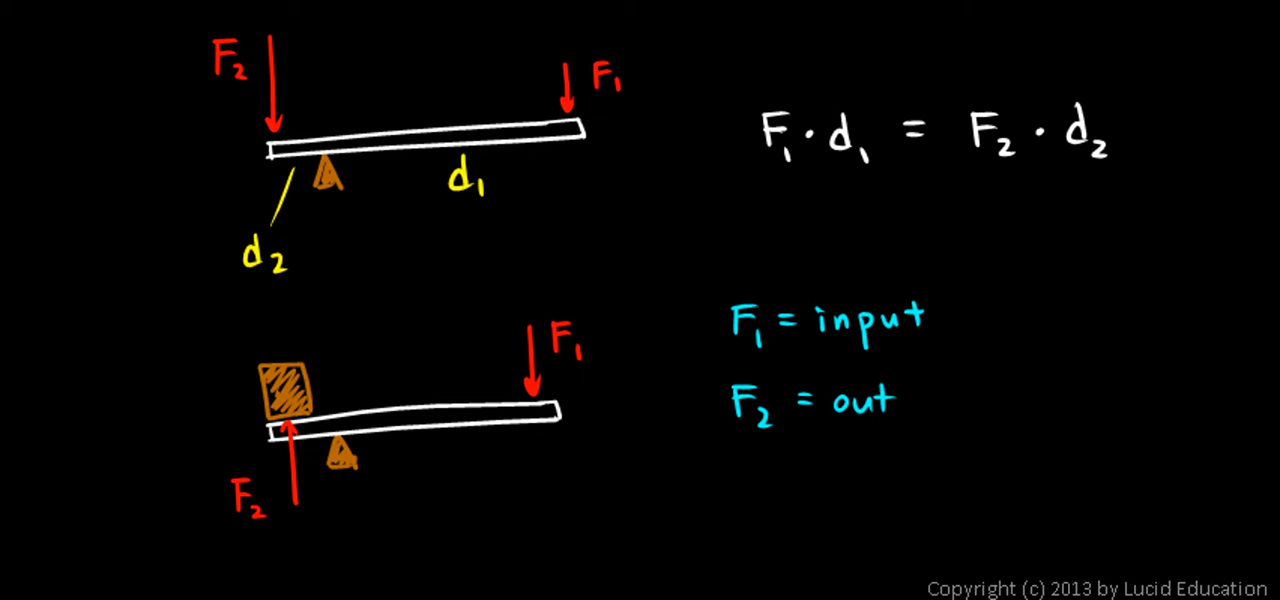 F₂
F₁
F₁ · d₁ = F₂ · d₂
d₁
d₂
F₁ = input
F₁
F₂ = out
F₂
Copyright (c) 2013 by Lucid Education